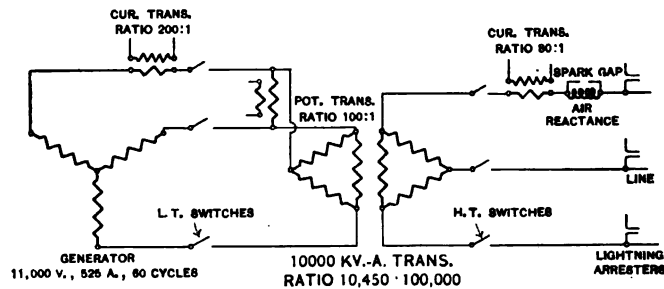 CUR. TRANS.
RATIO 200:1
CUR. TRANS.
RATIO 80:1
SPARK GAP
AIR
REACTANCE
POT. TRANS.
RATIO 100:1
LINE
L.T. SWITCHES
H.T. SWITCHES
GENERATOR
11,000 V., 525 A., 60 CYCLES
10000 KV.-A. TRANS.
RATIO 10,450 · 100,000
LIGHTNING
ARRESTERS